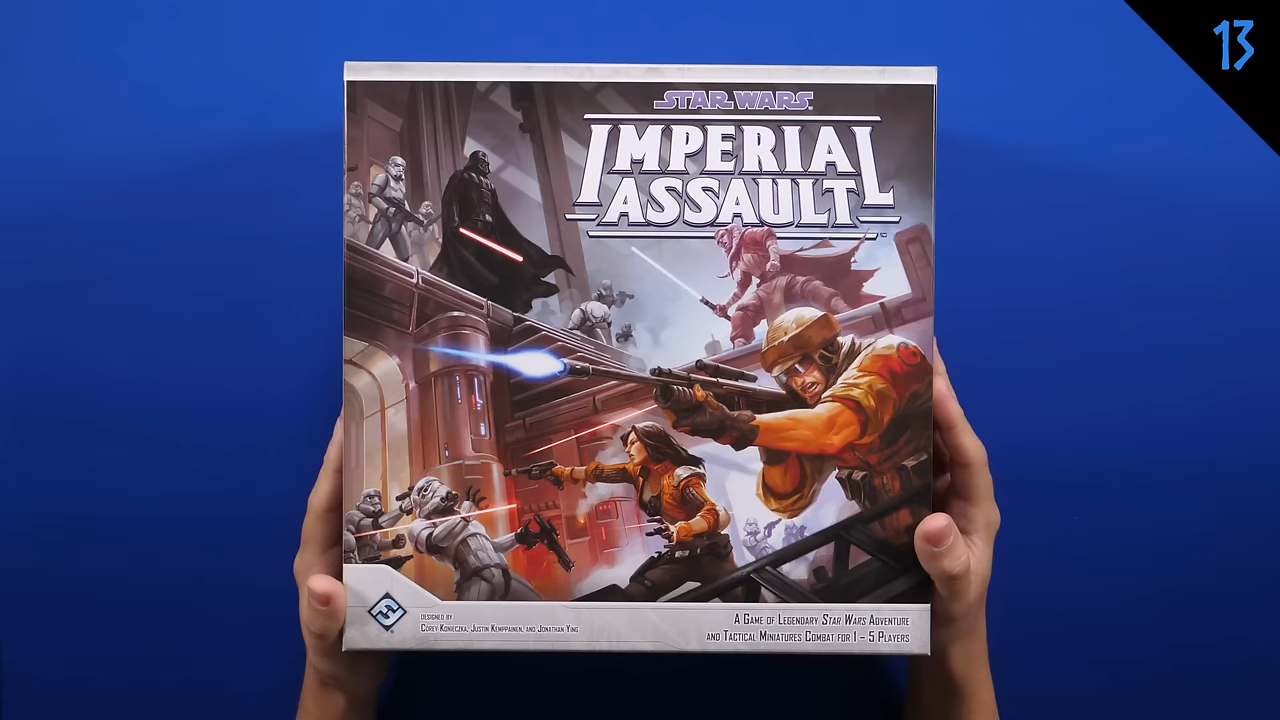 13
STAR WARS
IMPERIAL
ASSAULT
DESIGNED BY
COREY KONIECZKA, JUSTIN KEMPPAINEN, AND JONATHAN YING
A GAME OF LEGENDARY STAR WARS ADVENTURE
AND TACTICAL MINIATURES COMBAT FOR 1 – 5 PLAYERS